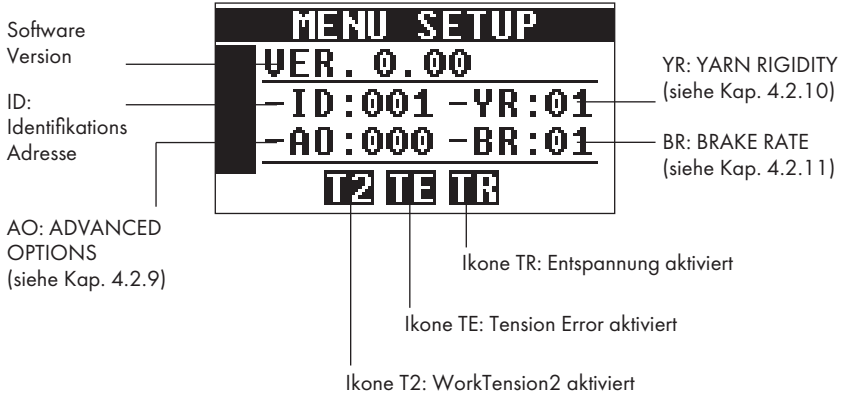 MENU SETUP
Software
Version
VER. 0.00
ID:
Identifikations
Adresse
-ID:001 -YR:01
-AO:000 -BR:01
YR: YARN RIGIDITY
(siehe Kap. 4.2.10)
BR: BRAKE RATE
(siehe Kap. 4.2.11)
T2 TE TR
AO: ADVANCED
OPTIONS
(siehe Kap. 4.2.9)
Ikone TR: Entspannung aktiviert
Ikone TE: Tension Error aktiviert
Ikone T2: WorkTension2 aktiviert